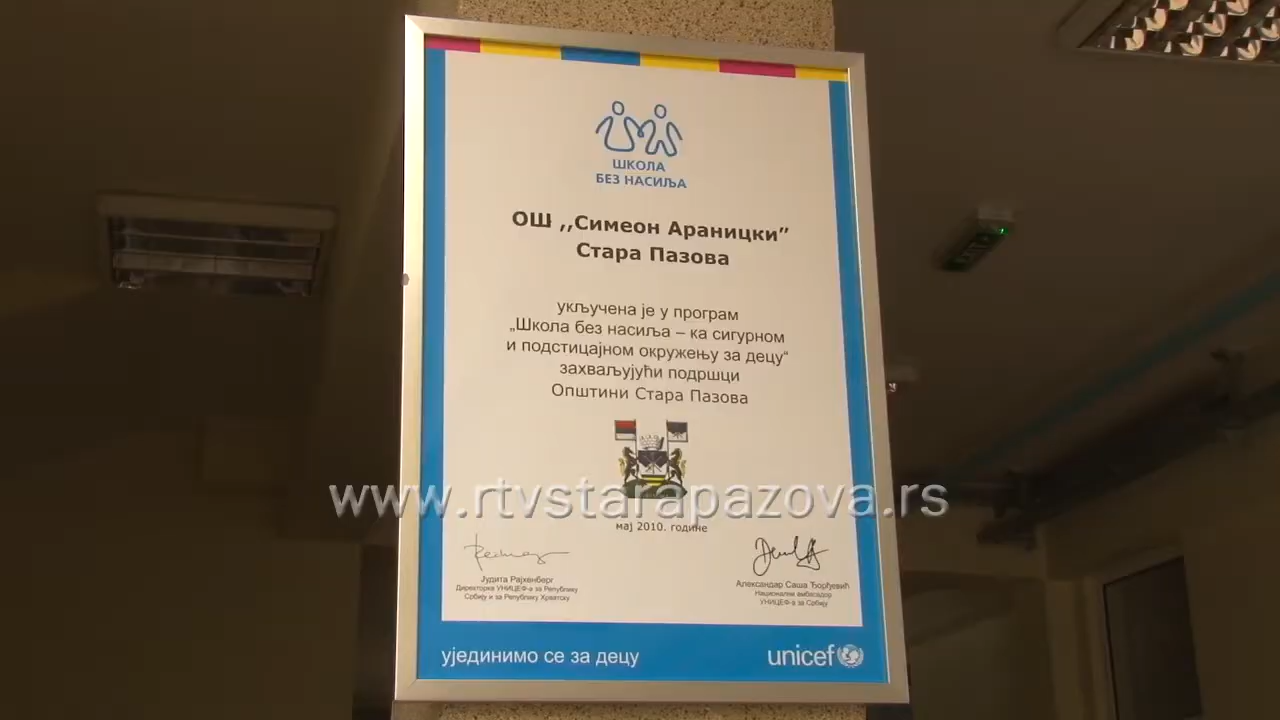 ШКОЛА
БЕЗ НАСИЉА
ОШ ,,Симеон Араницки”
Стара Пазова
укључена је у програм
„Школа без насиља – ка сигурном
и подстицајном окружењу за децу“
захваљујући подршци
Општини Стара Пазова
www.rtvstarapazova.rs
мај 2010. године
Јудита Рајхенберг
Директорка УНИЦЕФ-а за Републику
Србију и за Републику Хрватску
Александар Саша Ђорђевић
Национални амбасадор
УНИЦЕФ-а за Србију
уједнимо се за децу
unicef